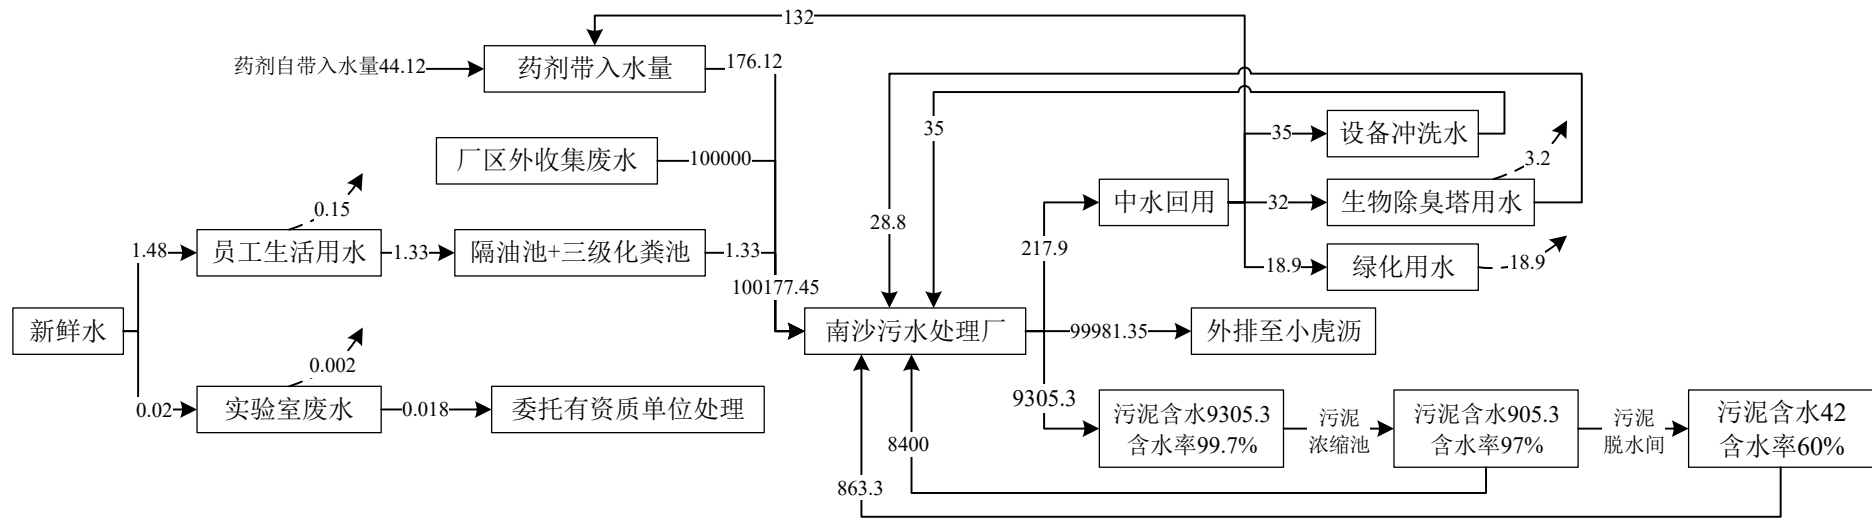 132
药剂自带入水量44.12
药剂带入水量
176.12
厂区外收集废水
100000
35
35
设备冲洗水
3.2
28.8
中水回用
32
生物除臭塔用水
0.15
1.48
员工生活用水
1.33
隔油池+三级化粪池
1.33
217.9
18.9
绿化用水
18.9
100177.45
新鲜水
南沙污水处理厂
99981.35
外排至小虎沥
0.002
0.02
实验室废水
0.018
委托有资质单位处理
9305.3
污泥含水9305.3
含水率99.7%
污泥
浓缩池
污泥含水905.3
含水率97%
污泥
脱水间
污泥含水42
含水率60%
8400
863.3